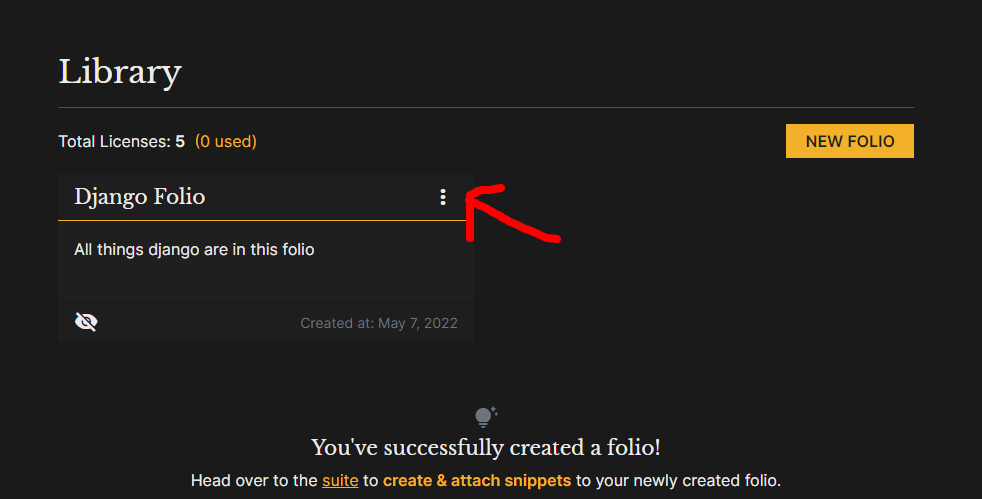 Library
Total Licenses: 5 (0 used)
NEW FOLIO
Django Folio
All things django are in this folio
Created at: May 7, 2022
You've successfully created a folio!
Head over to the suite to create & attach snippets to your newly created folio.